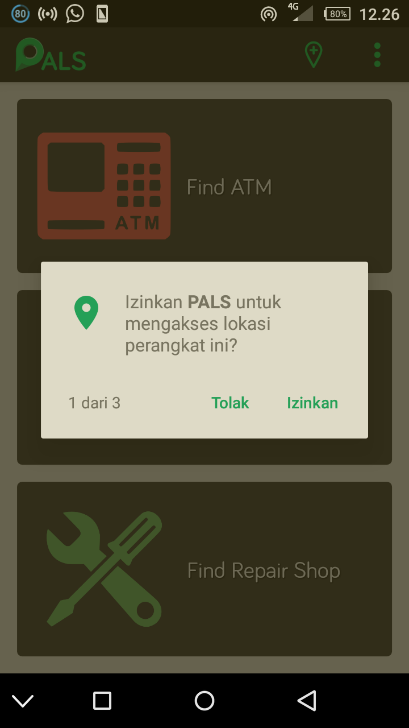 80
4G
80%
12.26
PALS
ATM
Find ATM
Izinkan PALS untuk
mengakses lokasi
perangkat ini?
1 dari 3
Tolak
Izinkan
Find Repair Shop